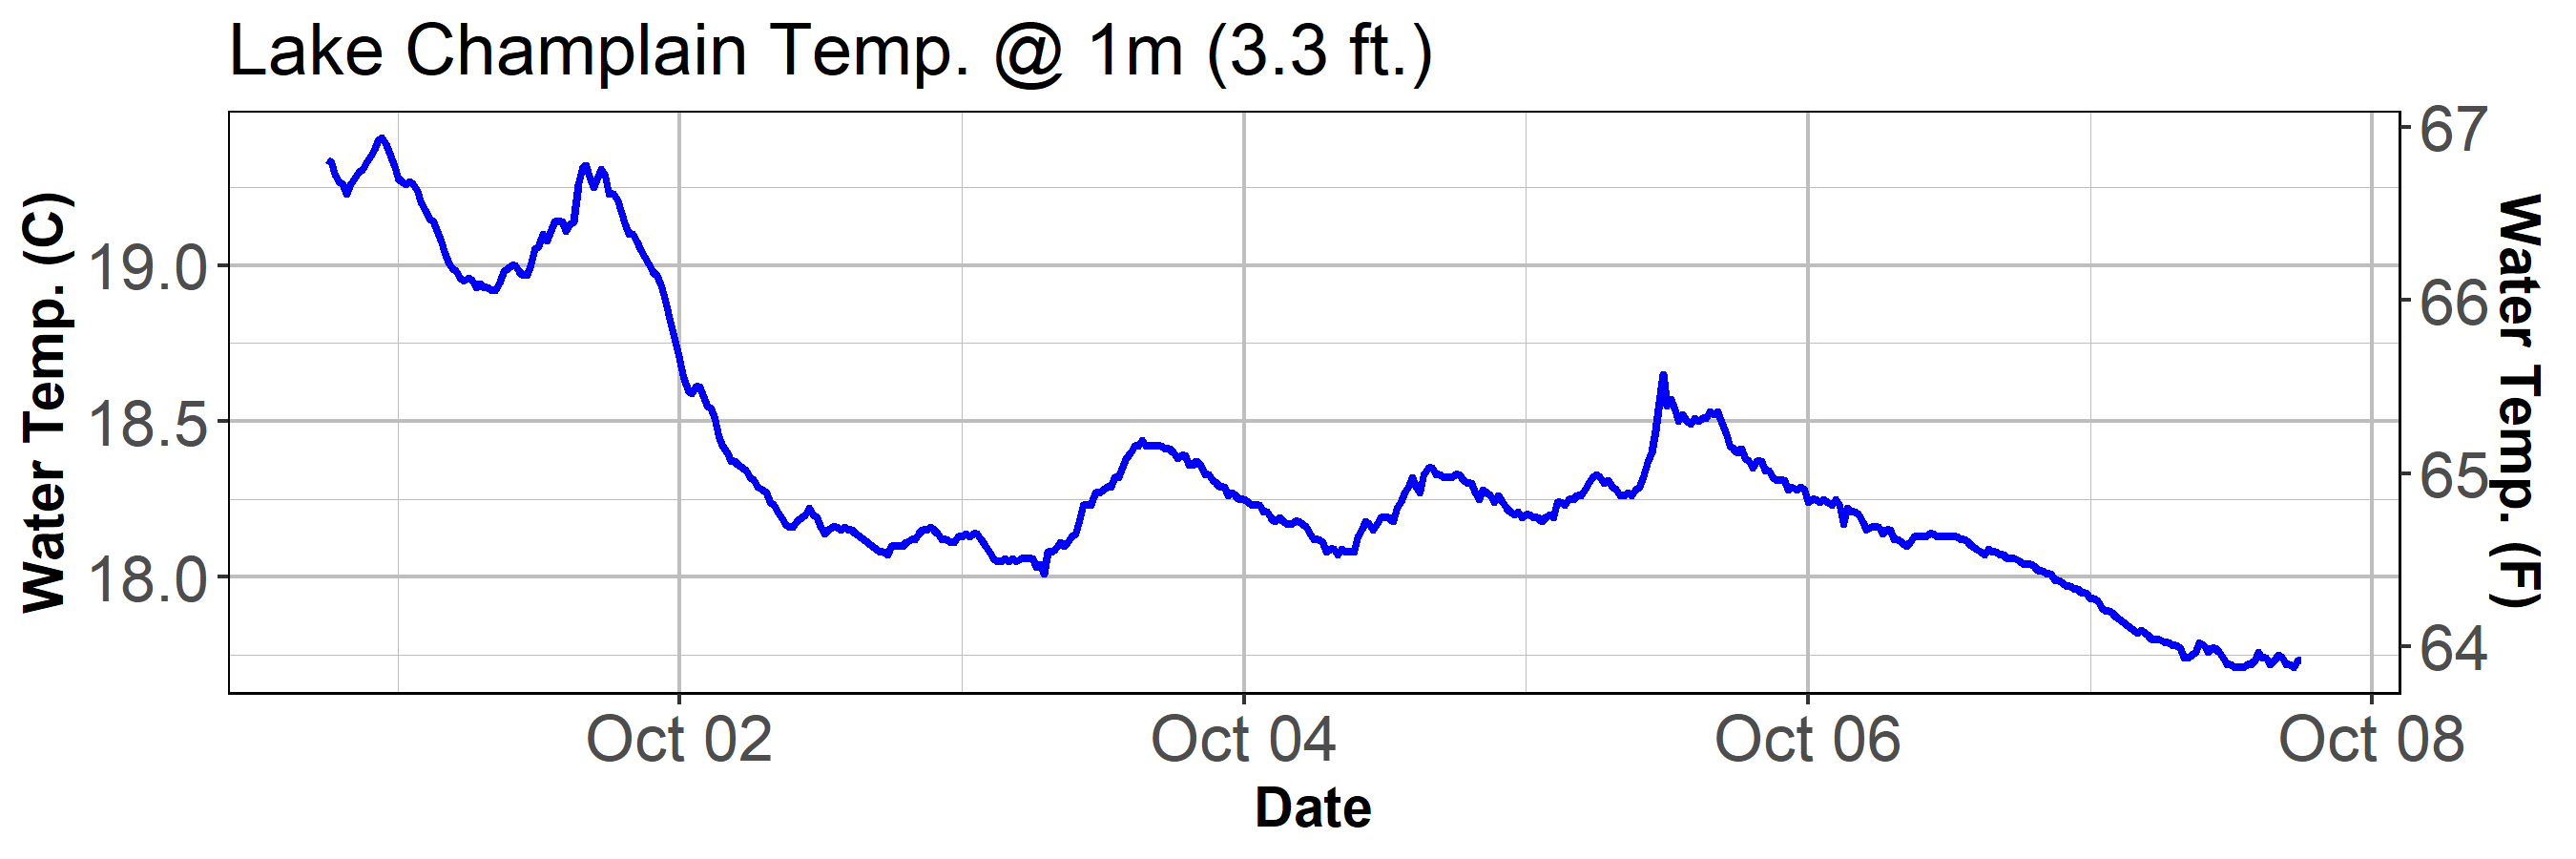 Lake Champlain Temp. @ 1m (3.3 ft.)
Water Temp. (C)
19.0
18.5
18.0
67
66
65
64
Water Temp. (F)
Oct 02
Oct 04
Oct 06
Oct 08
Date